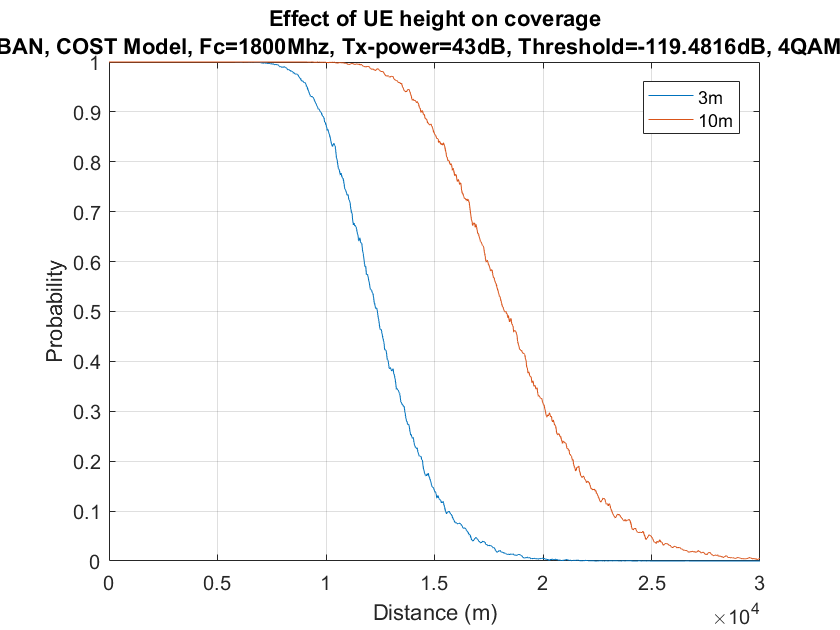 Effect of UE height on coverage
BAN, COST Model, Fc=1800Mhz, Tx-power=43dB, Threshold=-119.4816dB, 4QAM
1
3m
10m
0.9
0.8
0.7
0.6
0.5
0.4
0.3
0.2
0.1
0
Probability
0 0.5 1 1.5 2 2.5 3
Distance (m)
×10⁴